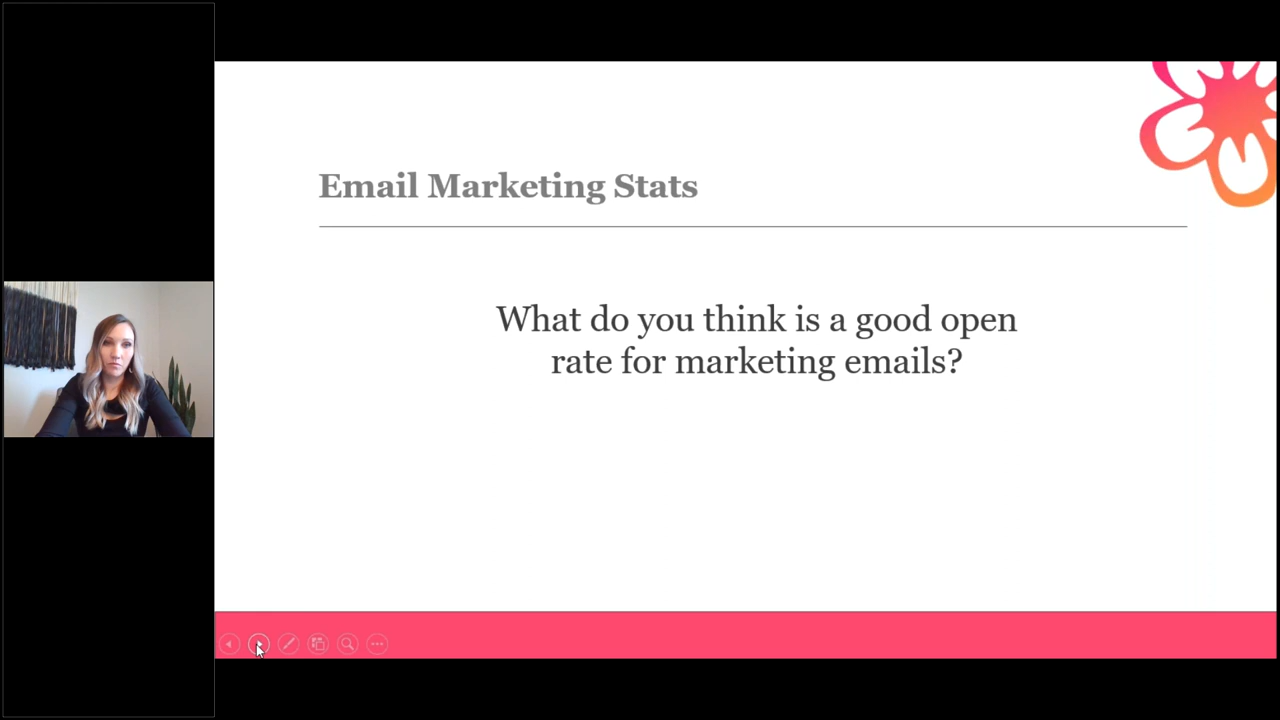 Email Marketing Stats
What do you think is a good open
rate for marketing emails?